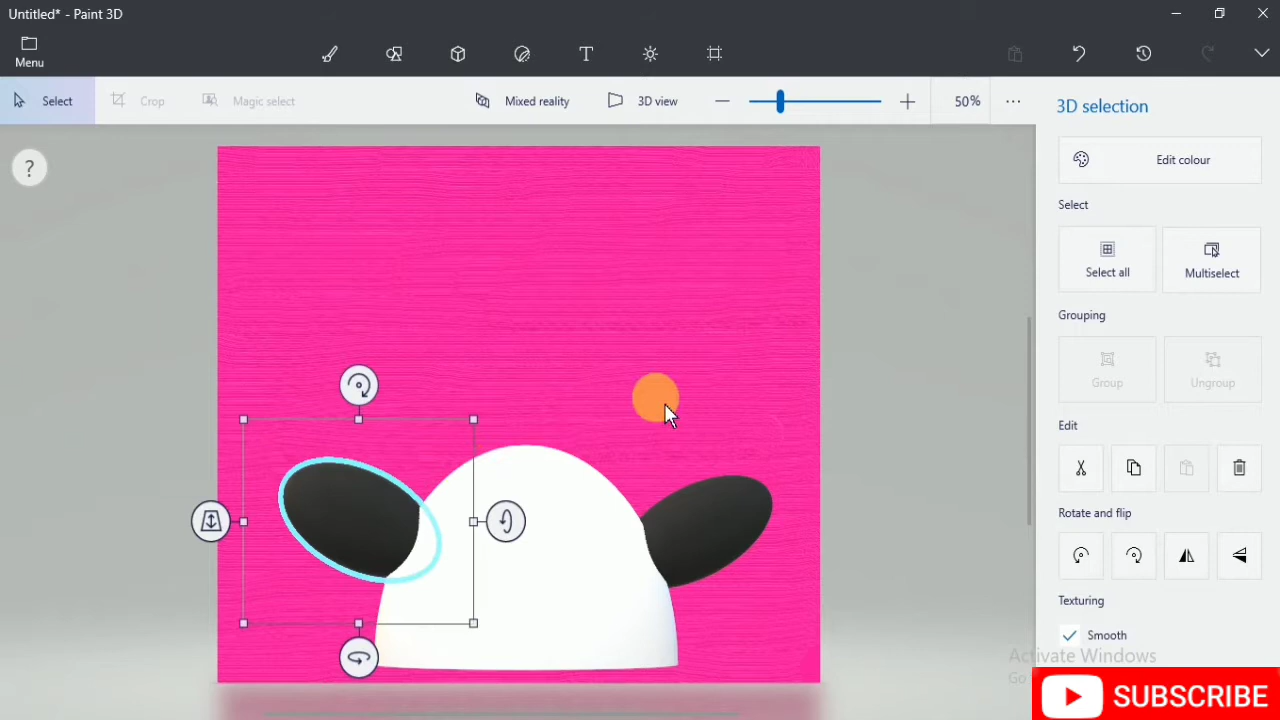 Untitled* - Paint 3D
Menu
Select
Crop
Magic select
Mixed reality
3D view
50%
3D selection
?
Edit colour
Select
Select all
Multiselect
Grouping
Group
Ungroup
Edit
Rotate and flip
Texturing
Smooth
Activate Windows
Go
SUBSCRIBE